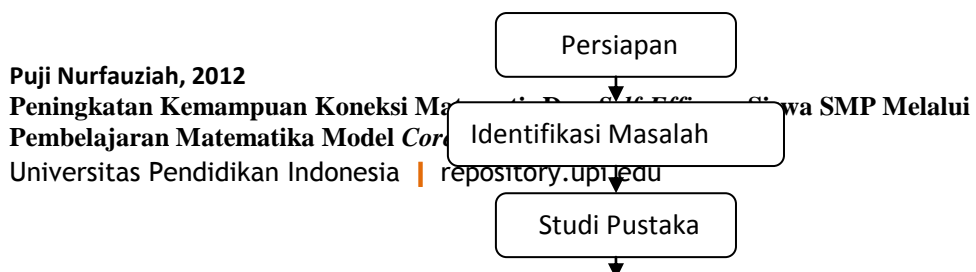 Persiapan
Puji Nurfauziah, 2012
Peningkatan Kemampuan Koneksi Siswa SMP Melalui
Identifikasi Masalah
Pembelajaran Matematika Model
Universitas Pendidikan Indonesia | repository.upi.edu
Studi Pustaka